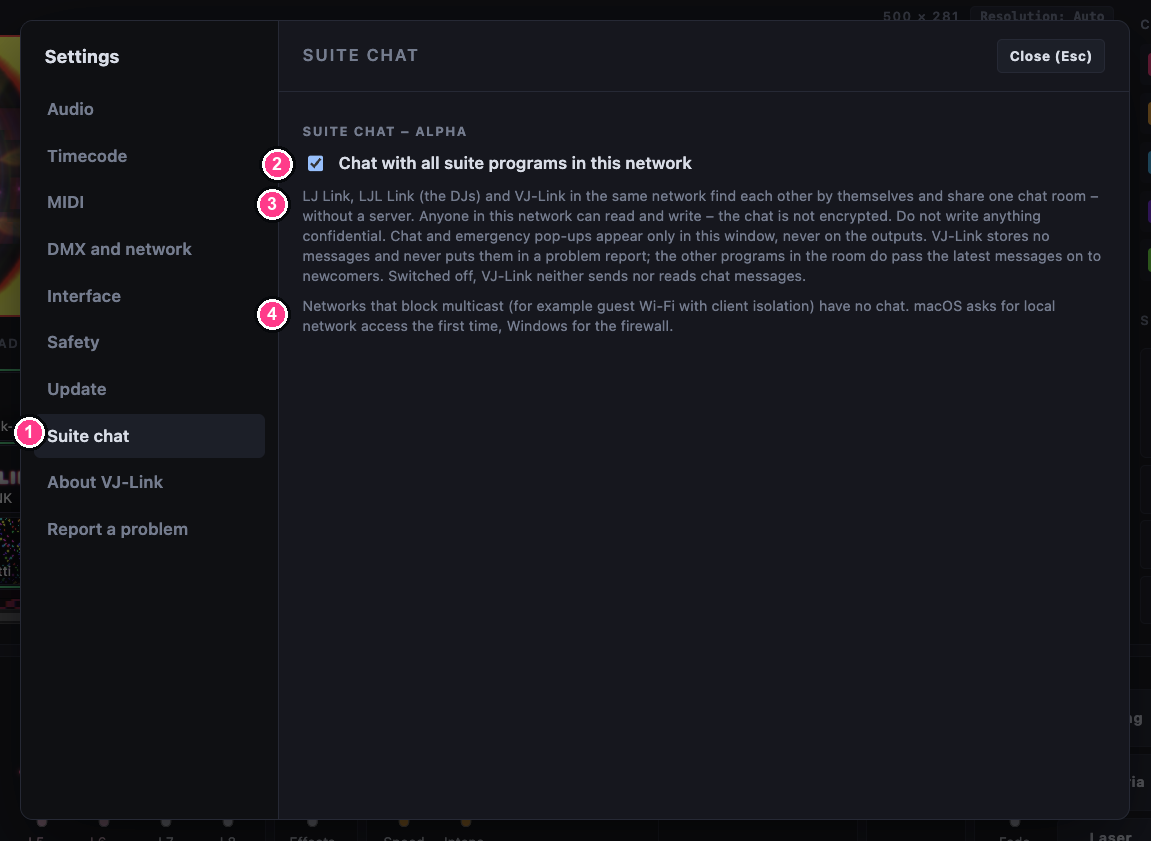 500 × 281
Resolution: Auto
Settings
SUITE CHAT
Close (Esc)
Audio
Timecode
MIDI
DMX and network
Interface
Safety
Update
1
Suite chat
About VJ-Link
Report a problem
SUITE CHAT – ALPHA
2
Chat with all suite programs in this network
3
LJ Link, LJL Link (the DJs) and VJ-Link in the same network find each other by themselves and share one chat room –
without a server. Anyone in this network can read and write – the chat is not encrypted. Do not write anything
confidential. Chat and emergency pop-ups appear only in this window, never on the outputs. VJ-Link stores no
messages and never puts them in a problem report; the other programs in the room do pass the latest messages on to
newcomers. Switched off, VJ-Link neither sends nor reads chat messages.
4
Networks that block multicast (for example guest Wi-Fi with client isolation) have no chat. macOS asks for local
network access the first time, Windows for the firewall.
Effects
Laser